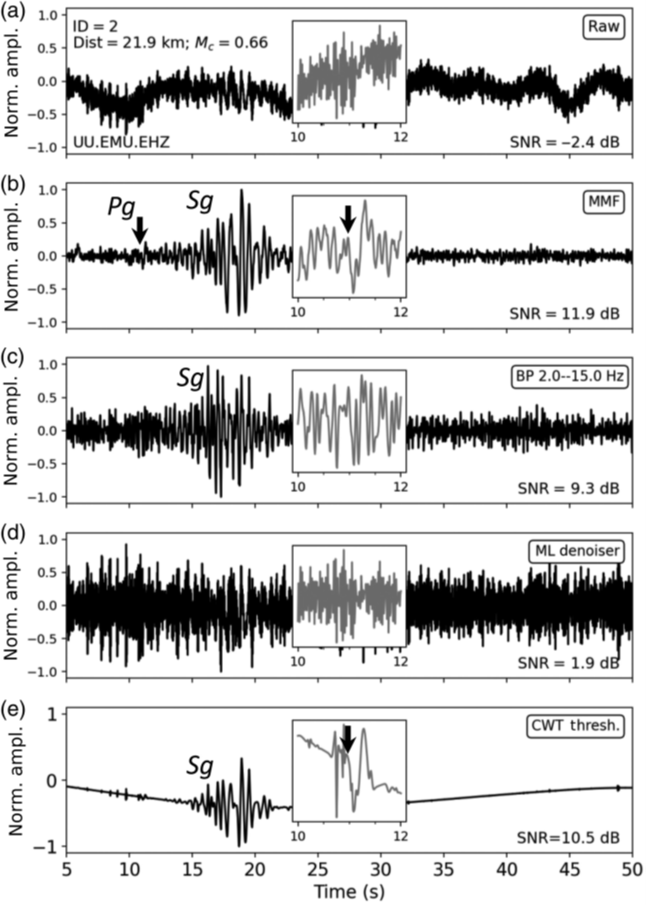 (a)
Norm. ampl.
1.0
0.5
0.0
−0.5
−1.0
ID = 2
Dist = 21.9 km; Mc = 0.66
UU.EMU.EHZ
10 12
Raw
SNR = −2.4 dB
(b)
Norm. ampl.
1.0
0.5
0.0
−0.5
−1.0
Pg
Sg
10 12
MMF
SNR = 11.9 dB
(c)
Norm. ampl.
1.0
0.5
0.0
−0.5
−1.0
Sg
10 12
BP 2.0--15.0 Hz
SNR = 9.3 dB
(d)
Norm. ampl.
1.0
0.5
0.0
−0.5
−1.0
10 12
ML denoiser
SNR = 1.9 dB
(e)
Norm. ampl.
1
0
−1
Sg
10 12
CWT thresh.
SNR=10.5 dB
5 10 15 20 25 30 35 40 45 50
Time (s)